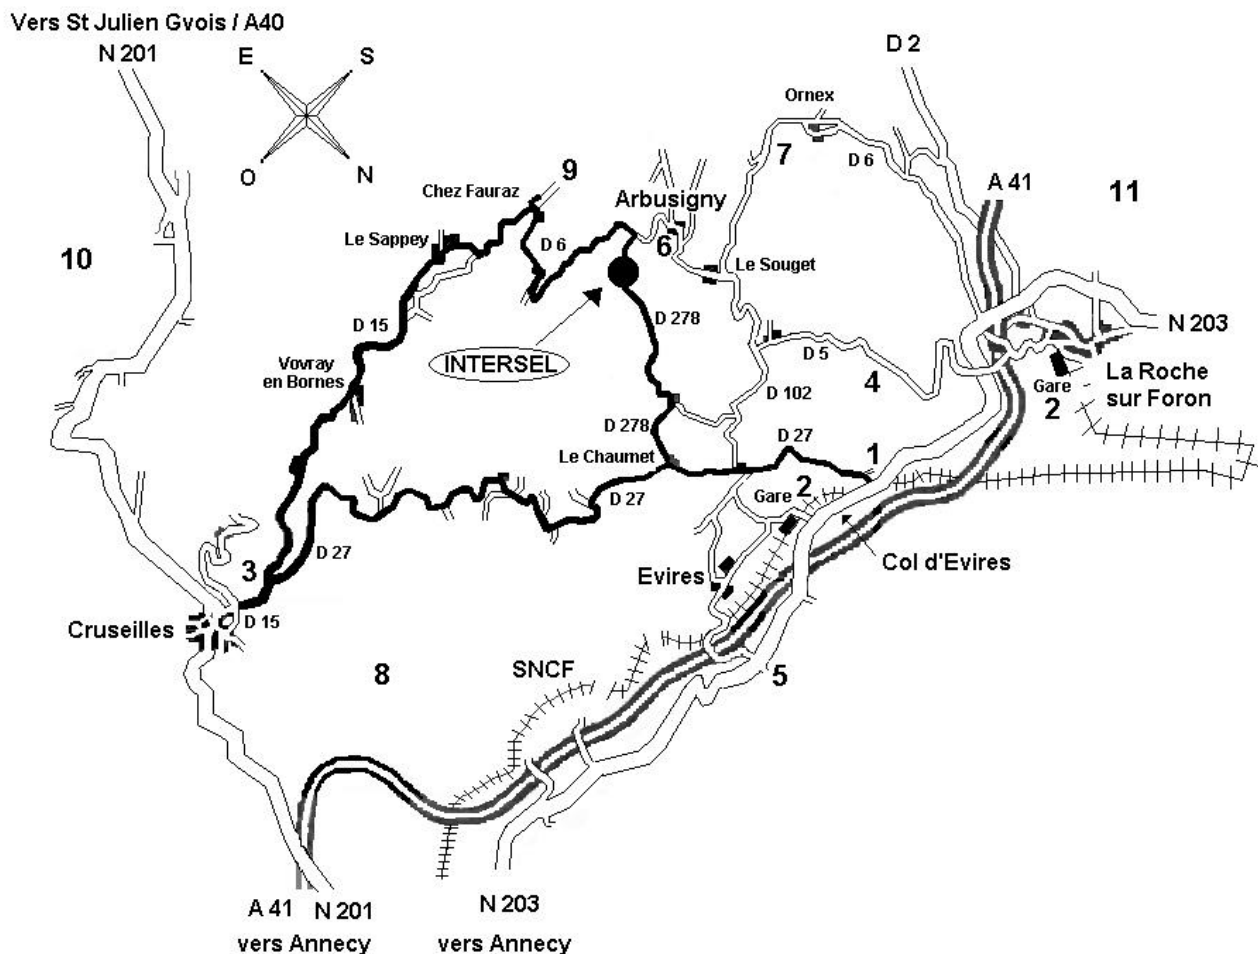 Vers St Julien Gvois / A40
N 201
E
S
O
N
D 2
Ornex
7
D 6
A 41
11
9
Chez Fauraz
Arbusigny
Le Sappey
D 6
6
Le Souget
10
D 15
D 278
N 203
INTERSEL
D 5
Vovray
en Bornes
D 102
4
Gare
2
La Roche
sur Foron
D 278
D 27
1
Le Chaumet
D 27
Gare
2
D 27
3
Evires
Col d'Evires
Cruseilles
D 15
8
SNCF
5
A 41
N 201
vers Annecy
N 203
vers Annecy